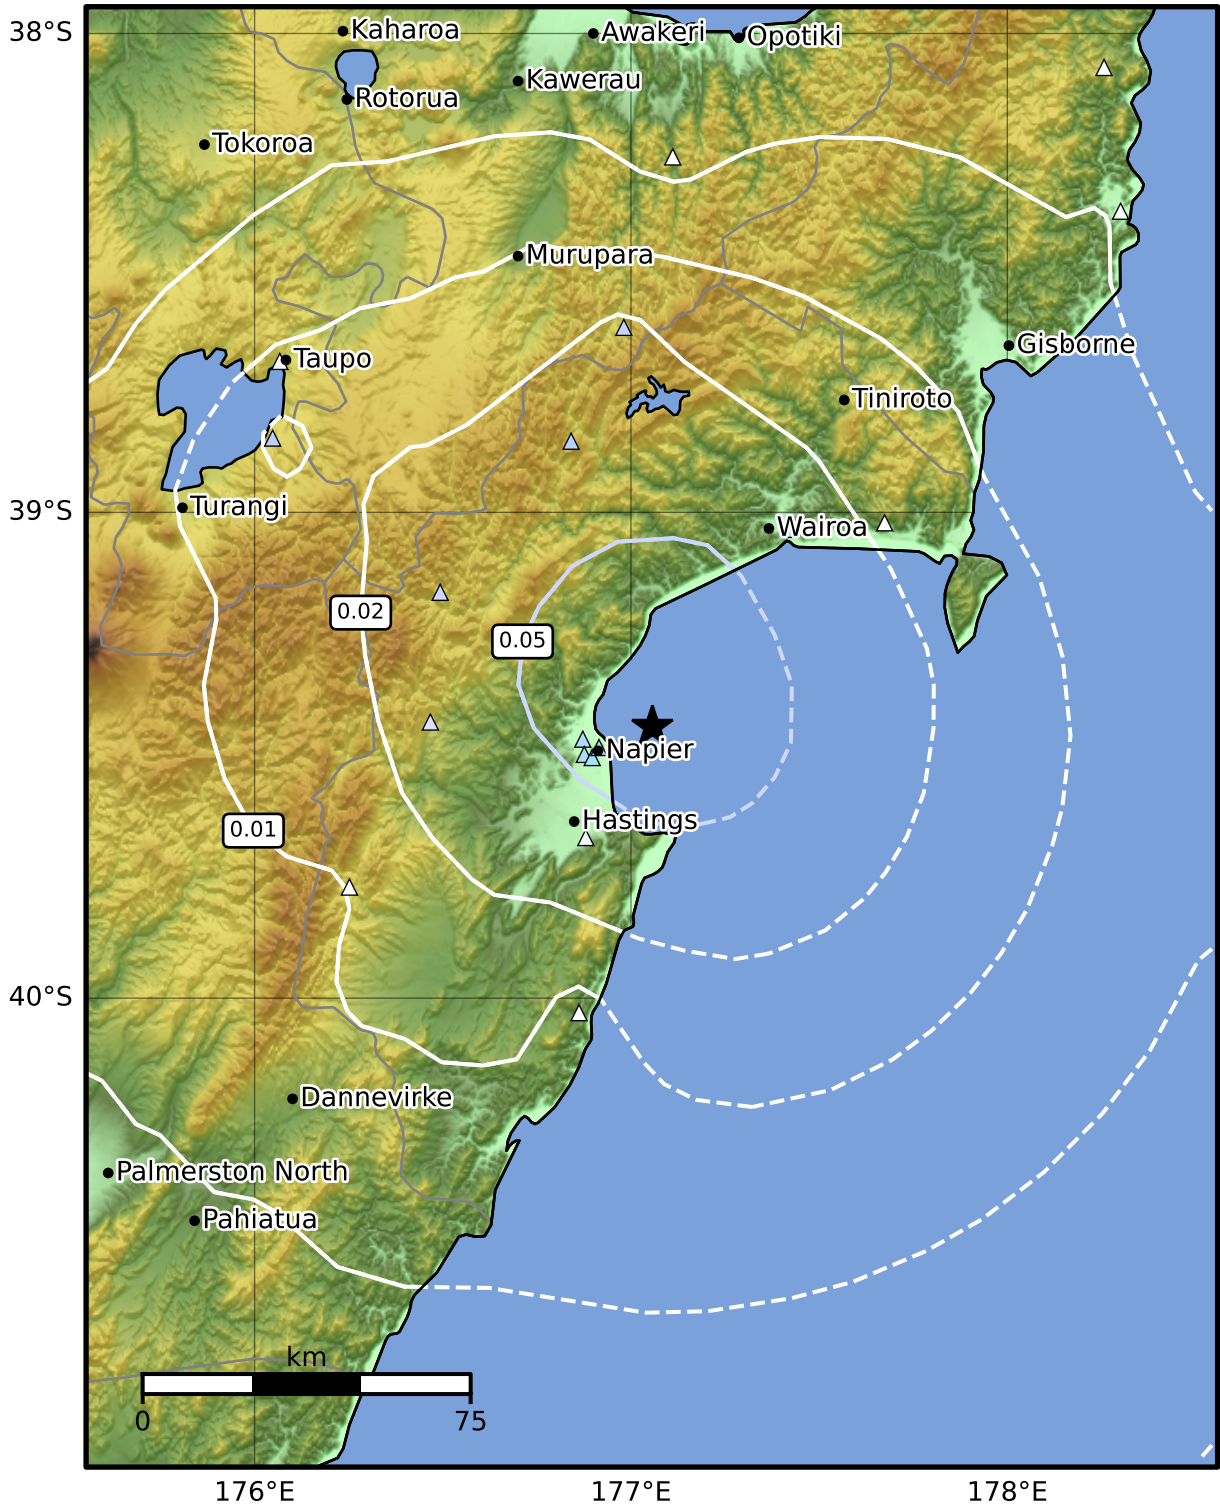 38°S
Kaharoa
Awakeri
Opotiki
Kawerau
Rotorua
Tokoroa
Murupara
Gisborne
Taupo
Tiniroto
39°S
Turangi
Wairoa
0.02
0.05
Napier
Hastings
0.01
40°S
Dannevirke
Palmerston North
Pahiatua
km
0 75
176°E 177°E 178°E